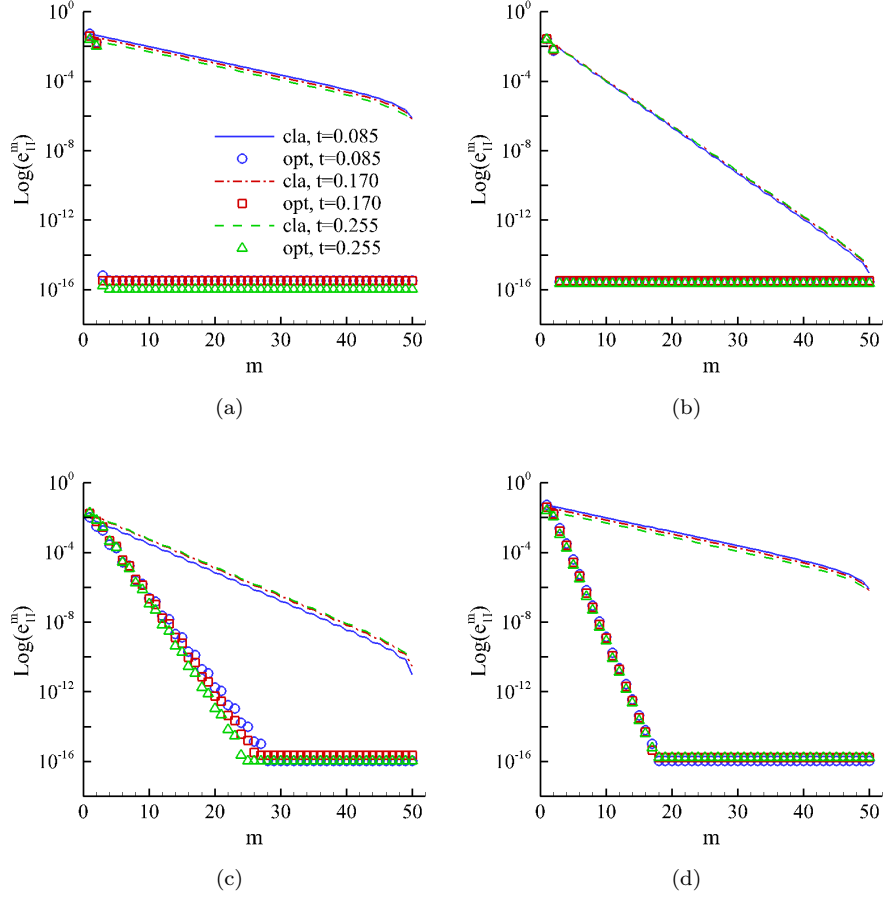 10^0
10^-4
10^-8
10^-12
10^-16
Log(e_II^m)
cla, t=0.085
opt, t=0.085
cla, t=0.170
opt, t=0.170
cla, t=0.255
opt, t=0.255
0 10 20 30 40 50
m
(a)
10^0
10^-4
10^-8
10^-12
10^-16
Log(e_II^m)
0 10 20 30 40 50
m
(b)
10^0
10^-4
10^-8
10^-12
10^-16
Log(e_II^m)
0 10 20 30 40 50
m
(c)
10^0
10^-4
10^-8
10^-12
10^-16
Log(e_II^m)
0 10 20 30 40 50
m
(d)